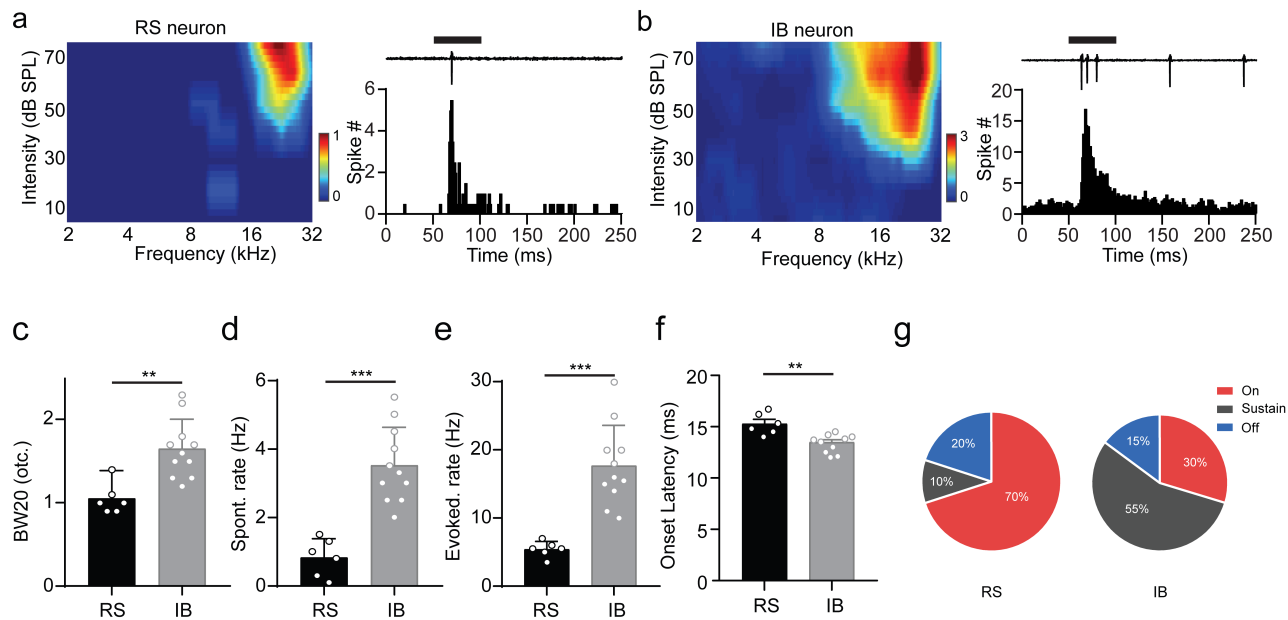 a
RS neuron
Intensity (dB SPL)
70
50
30
10
2 4 8 16 32
Frequency (kHz)
1
0
Spike #
6
4
2
0
0 50 100 150 200 250
Time (ms)
b
IB neuron
Intensity (dB SPL)
70
50
30
10
2 4 8 16 32
Frequency (kHz)
3
0
Spike #
20
15
10
5
0
0 50 100 150 200 250
Time (ms)
c
BW20 (otc.)
2
1
0
**
RS IB
d
Spont. rate (Hz)
6
4
2
0
***
RS IB
e
Evoked. rate (Hz)
30
20
10
0
***
RS IB
f
Onset Latency (ms)
20
15
10
5
0
**
RS IB
g
20%
10%
70%
RS
15%
30%
55%
IB
On
Sustain
Off